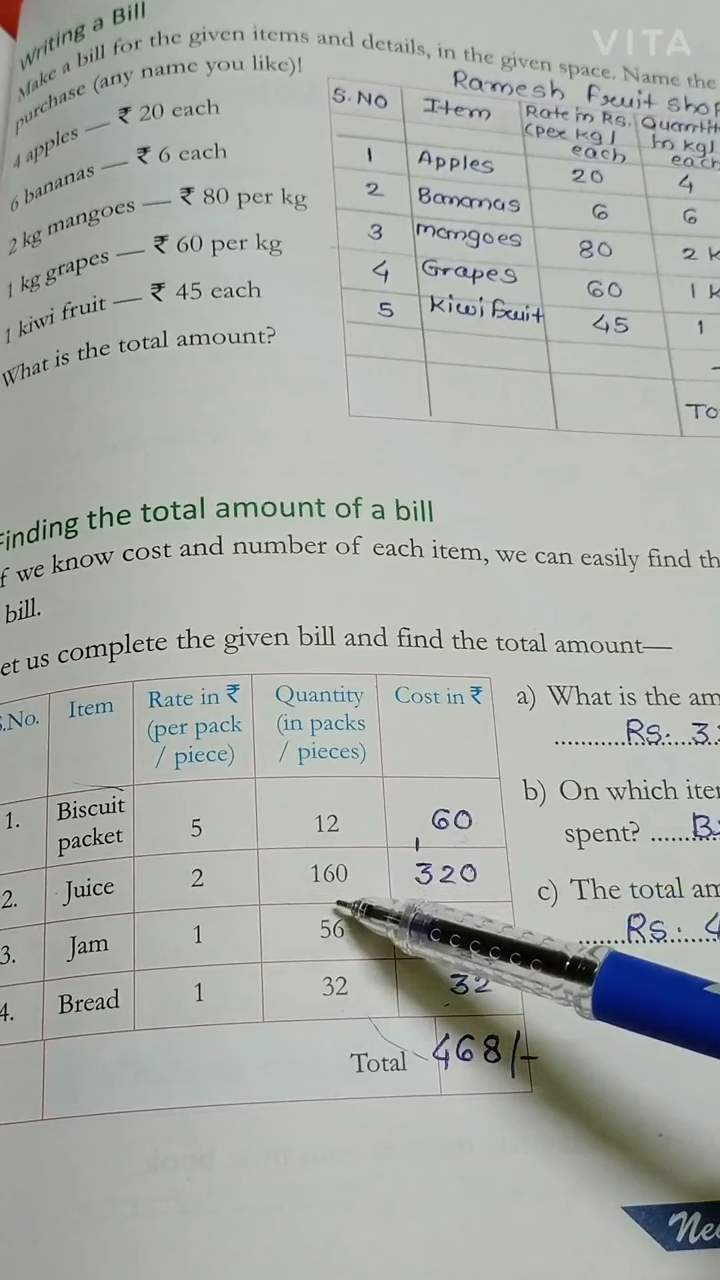 VITA
Writing a Bill
Make a bill for the given items and details, in the given space. Name the
purchase (any name you like)!
4 apples — ₹ 20 each
6 bananas — ₹ 6 each
2 kg mangoes — ₹ 80 per kg
1 kg grapes — ₹ 60 per kg
1 kiwi fruit — ₹ 45 each
What is the total amount?
Ramesh Fruit Shop
S.NO Item Rate in Rs. (per kg) each Quantit in kg) each
1 Apples 20 4
2 Bananas 6 6
3 mangoes 80 2 K
4 Grapes 60 1 K
5 Kiwi fruit 45 1
To
Finding the total amount of a bill
f we know cost and number of each item, we can easily find th
bill.
et us complete the given bill and find the total amount—
S.No. Item Rate in ₹ (per pack / piece) Quantity (in packs / pieces) Cost in ₹
1. Biscuit packet 5 12 60
2. Juice 2 160 320
3. Jam 1 56
4. Bread 1 32 32
Total 468/-
a) What is the am
Rs. 3
b) On which ite
spent? B
c) The total am
Rs. 4
Ne